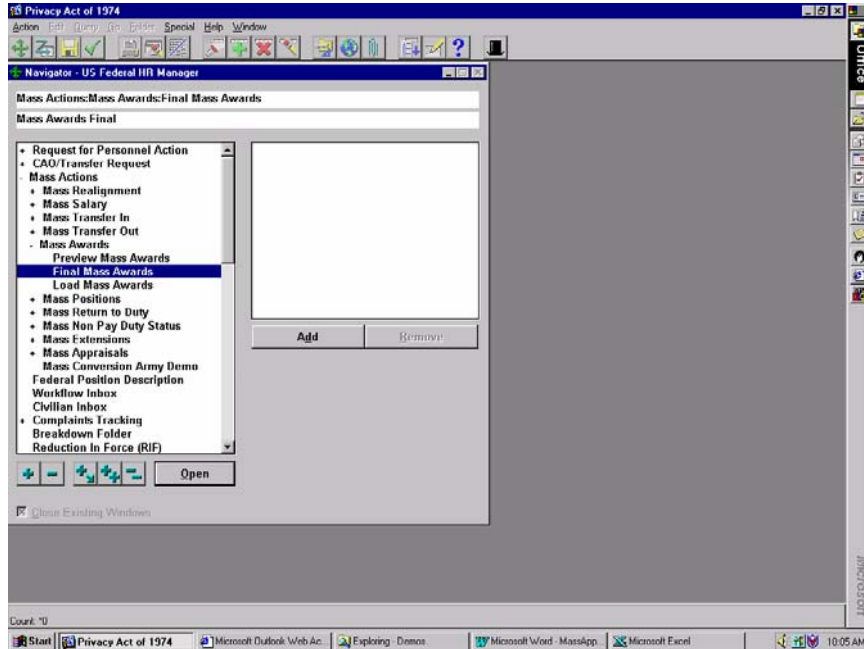 Privacy Act of 1974
Action Edit Query Go Folder Special Help Window
Navigator - US Federal HR Manager
Mass Actions:Mass Awards:Final Mass Awards
Mass Awards Final
+ Request for Personnel Action
+ CAO/Transfer Request
- Mass Actions
+ Mass Realignment
+ Mass Salary
+ Mass Transfer In
+ Mass Transfer Out
- Mass Awards
Preview Mass Awards
Final Mass Awards
Load Mass Awards
+ Mass Positions
+ Mass Return to Duty
+ Mass Non Pay Duty Status
+ Mass Extensions
+ Mass Appraisals
Mass Conversion Army Demo
Federal Position Description
Workflow Inbox
Civilian Inbox
+ Complaints Tracking
Breakdown Folder
Reduction In Force (RIF)
Add Remove
Open
Close Existing Windows
Office
Microsoft
Count: *0
Start Privacy Act of 1974 Microsoft Outlook Web Ac... Exploring - Demos Microsoft Word - MassApp... Microsoft Excel 10:05 AM